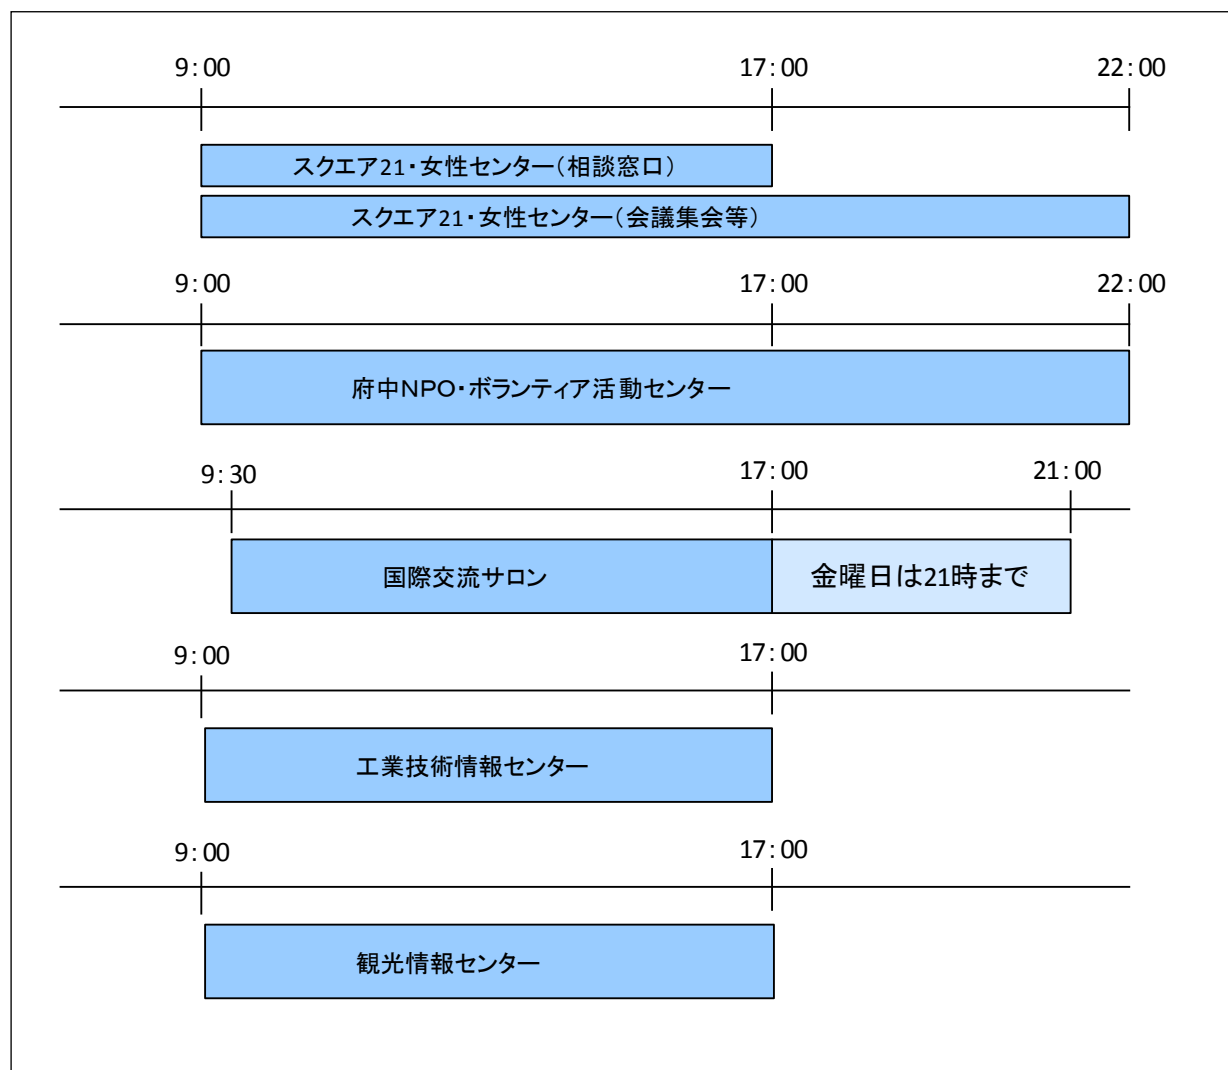 9:00 17:00 22:00
スクエア21・女性センター(相談窓口)
スクエア21・女性センター(会議集会等)
9:00 17:00 22:00
府中NPO・ボランティア活動センター
9:30 17:00 21:00
国際交流サロン 金曜日は21時まで
9:00 17:00
工業技術情報センター
9:00 17:00
観光情報センター